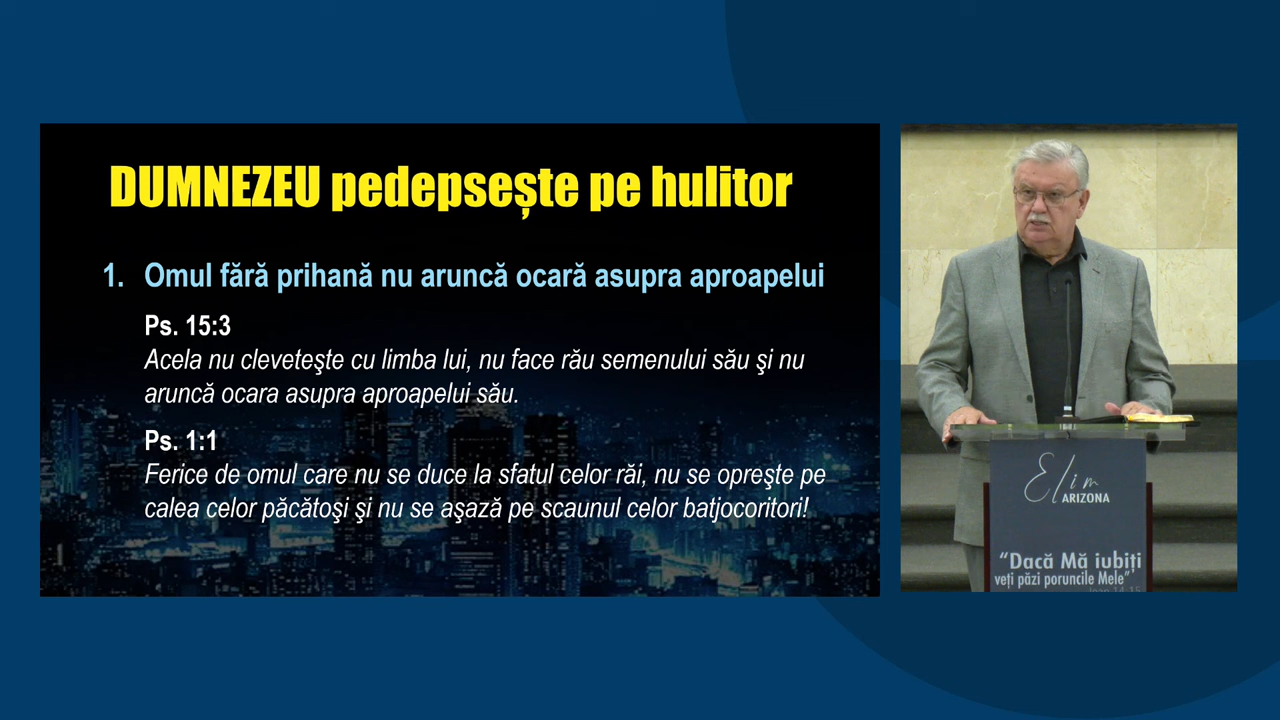 DUMNEZEU pedepsește pe hulitor
1. Omul fără prihană nu aruncă ocară asupra aproapelui
Ps. 15:3
Acela nu cleveteşte cu limba lui, nu face rău semenului său şi nu
aruncă ocara asupra aproapelui său.
Ps. 1:1
Ferice de omul care nu se duce la sfatul celor răi, nu se opreşte pe
calea celor păcătoşi şi nu se aşază pe scaunul celor batjocoritori!
Elim
ARIZONA
“Dacă Mă iubiți
veți păzi poruncile Mele”
Ioan 14:15